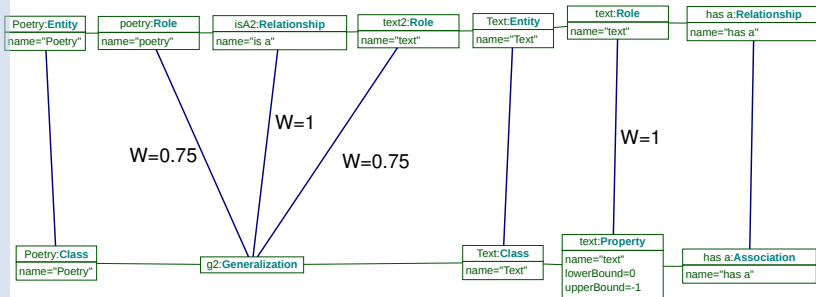 Poetry:Entity
name="Poetry"
poetry:Role
name="poetry"
isA2:Relationship
name="is a"
text2:Role
name="text"
Text:Entity
name="Text"
text:Role
name="text"
has a:Relationship
name="has a"
W=0.75
W=1
W=0.75
W=1
Poetry:Class
name="Poetry"
g2:Generalization
Text:Class
name="Text"
text:Property
name="text"
lowerBound=0
upperBound=-1
has a:Association
name="has a"